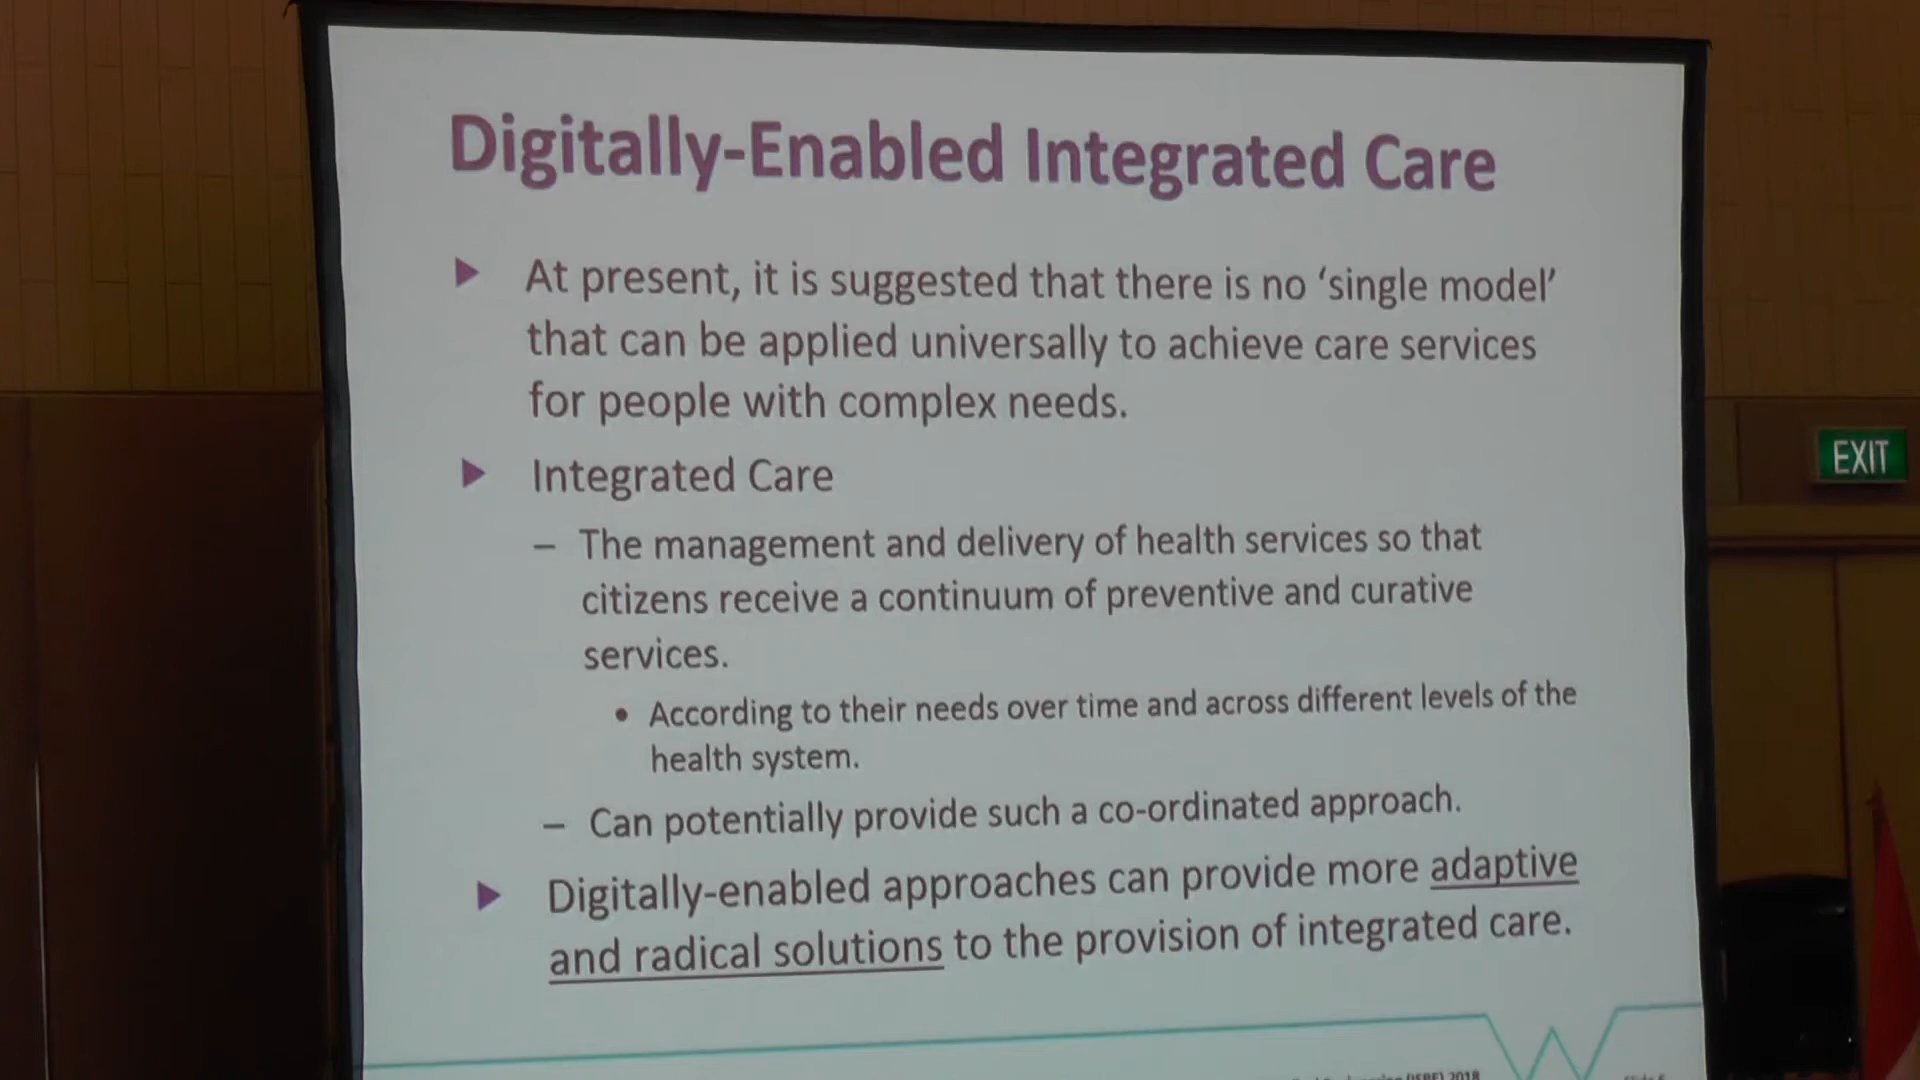 Digitally-Enabled Integrated Care
At present, it is suggested that there is no ‘single model’
that can be applied universally to achieve care services
for people with complex needs.
Integrated Care
– The management and delivery of health services so that
citizens receive a continuum of preventive and curative
services.
• According to their needs over time and across different levels of the
health system.
– Can potentially provide such a co-ordinated approach.
Digitally-enabled approaches can provide more adaptive
and radical solutions to the provision of integrated care.
2018
EXIT